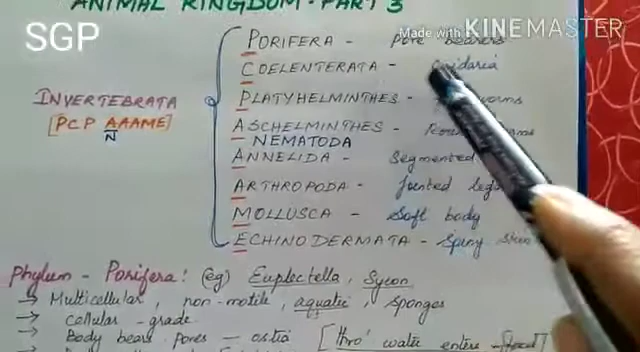 ANIMAL KINGDOM - PART 3
SGP
Made with KINEMASTER
PORIFERA - Pore bearers
COELENTERATA - Cnidaria
INVERTEBRATA
PLATYHELMINTHES - worms
[PCP AAAME]
N
ASCHELMINTHES -
NEMATODA
ANNELIDA - Segmented
ARTHROPODA - Jointed legs
MOLLUSCA - Soft body
ECHINODERMATA - Spiny
Phylum - Porifera: (eg) Euplectella, Sycon
→ Multicellular, non-motile, aquatic, sponges
→ cellular - grade
→ Body bears pores - ostia [thro' water enters